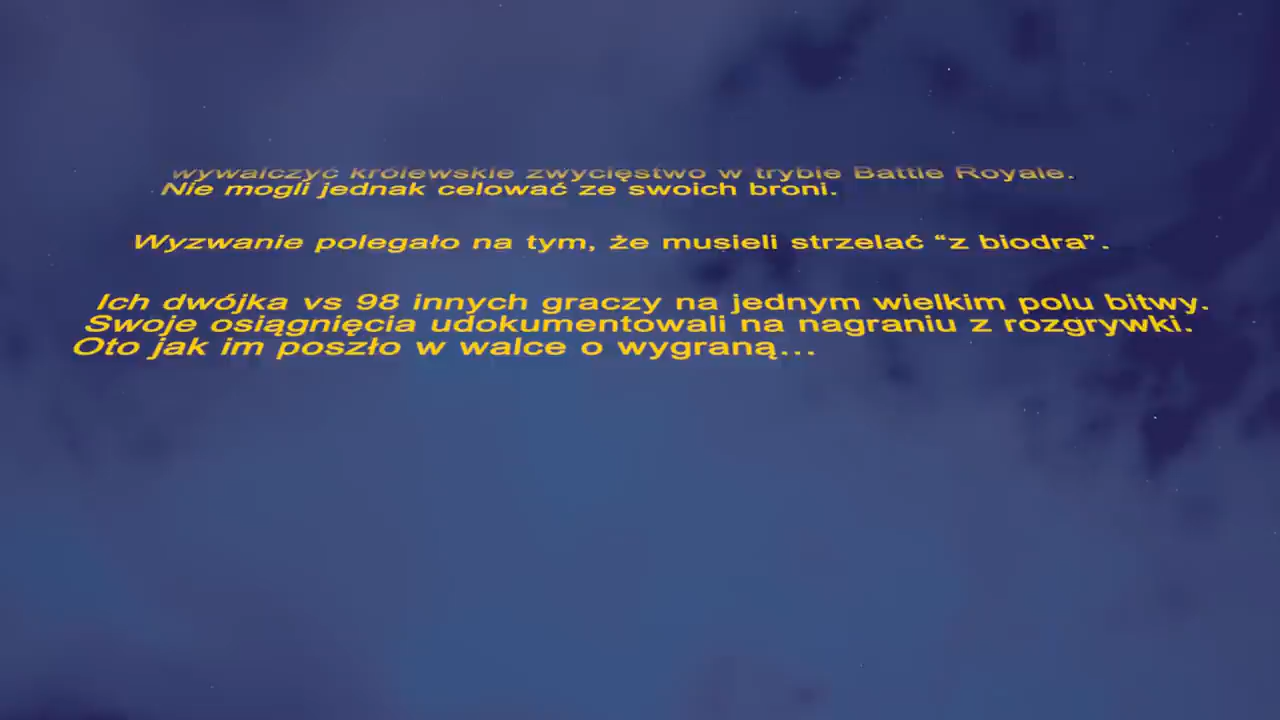 wywalczyć królewskie zwycięstwo w trybie Battle Royale.
Nie mogli jednak celować ze swoich broni.
Wyzwanie polegało na tym, że musieli strzelać “z biodra”.
Ich dwójka vs 98 innych graczy na jednym wielkim polu bitwy.
Swoje osiągnięcia udokumentowali na nagraniu z rozgrywki.
Oto jak im poszło w walce o wygraną...